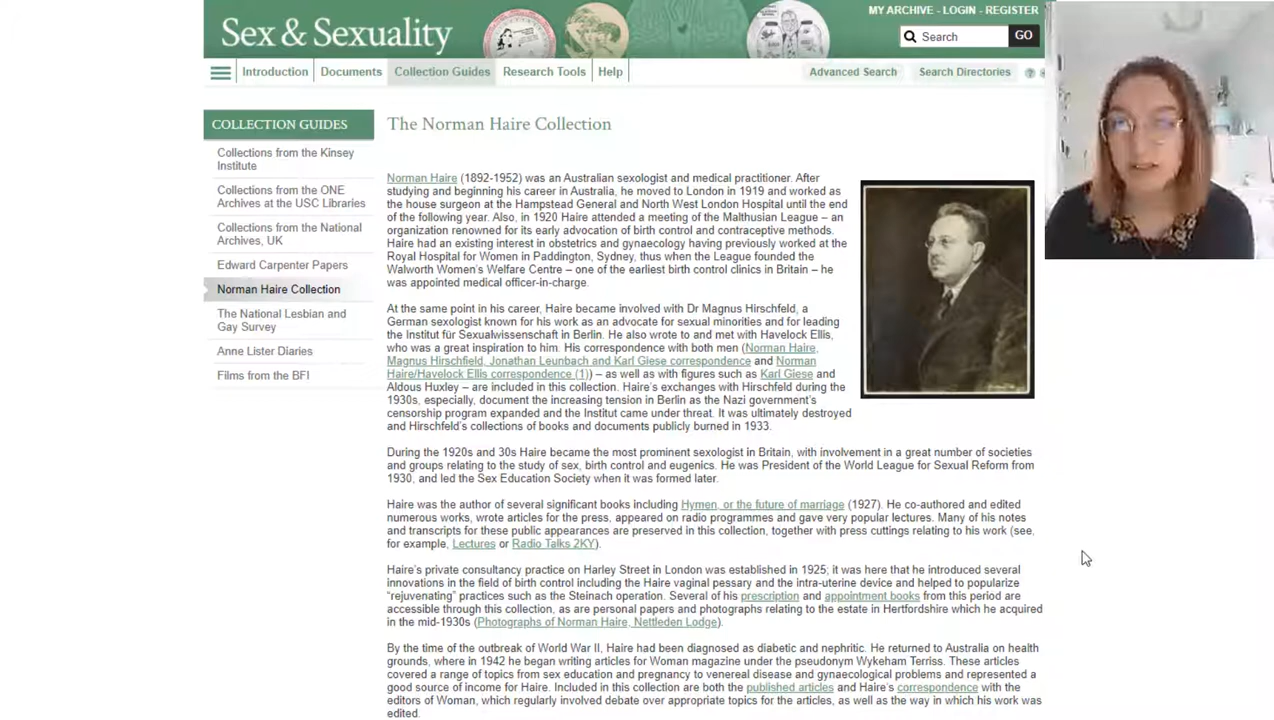 Sex & Sexuality
MY ARCHIVE - LOGIN - REGISTER
Search
GO
Introduction
Documents
Collection Guides
Research Tools
Help
Advanced Search
Search Directories
COLLECTION GUIDES
Collections from the Kinsey
Institute
Collections from the ONE
Archives at the USC Libraries
Collections from the National
Archives, UK
Edward Carpenter Papers
Norman Haire Collection
The National Lesbian and
Gay Survey
Anne Lister Diaries
Films from the BFI
The Norman Haire Collection
Norman Haire (1892-1952) was an Australian sexologist and medical practitioner. After
studying and beginning his career in Australia, he moved to London in 1919 and worked as
the house surgeon at the Hampstead General and North West London Hospital until the end
of the following year. Also, in 1920 Haire attended a meeting of the Malthusian League – an
organization renowned for its early advocation of birth control and contraceptive methods.
Haire had an existing interest in obstetrics and gynaecology having previously worked at the
Royal Hospital for Women in Paddington, Sydney, thus when the League founded the
Walworth Women's Welfare Centre – one of the earliest birth control clinics in Britain – he
was appointed medical officer-in-charge.
At the same point in his career, Haire became involved with Dr Magnus Hirschfeld, a
German sexologist known for his work as an advocate for sexual minorities and for leading
the Institut für Sexualwissenschaft in Berlin. He also wrote to and met with Havelock Ellis,
who was a great inspiration to him. His correspondence with both men (Norman Haire,
Magnus Hirschfield, Jonathan Leunbach and Karl Giese correspondence and Norman
Haire/Havelock Ellis correspondence (1)) – as well as with figures such as Karl Giese and
Aldous Huxley – are included in this collection. Haire's exchanges with Hirschfeld during the
1930s, especially, document the increasing tension in Berlin as the Nazi government's
censorship program expanded and the Institut came under threat. It was ultimately destroyed
and Hirschfeld's collections of books and documents publicly burned in 1933.
During the 1920s and 30s Haire became the most prominent sexologist in Britain, with involvement in a great number of societies
and groups relating to the study of sex, birth control and eugenics. He was President of the World League for Sexual Reform from
1930, and led the Sex Education Society when it was formed later.
Haire was the author of several significant books including Hymen, or the future of marriage (1927). He co-authored and edited
numerous works, wrote articles for the press, appeared on radio programmes and gave very popular lectures. Many of his notes
and transcripts for these public appearances are preserved in this collection, together with press cuttings relating to his work (see,
for example, Lectures or Radio Talks 2KY).
Haire's private consultancy practice on Harley Street in London was established in 1925; it was here that he introduced several
innovations in the field of birth control including the Haire vaginal pessary and the intra-uterine device and helped to popularize
"rejuvenating" practices such as the Steinach operation. Several of his prescription and appointment books from this period are
accessible through this collection, as are personal papers and photographs relating to the estate in Hertfordshire which he acquired
in the mid-1930s (Photographs of Norman Haire, Nettleden Lodge).
By the time of the outbreak of World War II, Haire had been diagnosed as diabetic and nephritic. He returned to Australia on health
grounds, where in 1942 he began writing articles for Woman magazine under the pseudonym Wykeham Terriss. These articles
covered a range of topics from sex education and pregnancy to venereal disease and gynaecological problems and represented a
good source of income for Haire. Included in this collection are both the published articles and Haire's correspondence with the
editors of Woman, which regularly involved debate over appropriate topics for the articles, as well as the way in which his work was
edited.